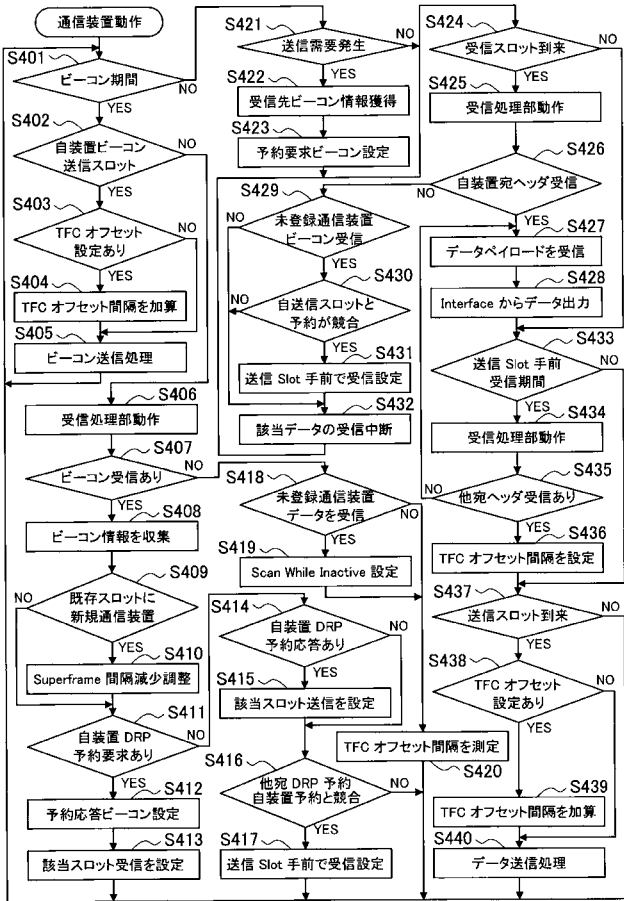 通信装置動作
S401
ビーコン期間
NO
YES
S402
自装置ビーコン
送信スロット
NO
YES
S403
TFC オフセット
設定あり
NO
YES
S404
TFC オフセット間隔を加算
S405
ビーコン送信処理
S406
受信処理部動作
S407
ビーコン受信あり
NO
YES
S408
ビーコン情報を収集
S409
既存スロットに
新規通信装置
NO
YES
S410
Superframe 間隔減少調整
S411
自装置 DRP
予約要求あり
NO
YES
S412
予約応答ビーコン設定
S413
該当スロット受信を設定
S421
送信需要発生
NO
YES
S422
受信先ビーコン情報獲得
S423
予約要求ビーコン設定
S429
未登録通信装置
ビーコン受信
NO
YES
S430
自送信スロットと
予約が競合
NO
YES
S431
送信 Slot 手前で受信設定
S432
該当データの受信中断
S418
未登録通信装置
データを受信
NO
YES
S419
Scan While Inactive 設定
S414
自装置 DRP
予約応答あり
NO
YES
S415
該当スロット送信を設定
S416
他宛 DRP 予約
自装置予約と競合
NO
YES
S417
送信 Slot 手前で受信設定
TFC オフセット間隔を測定
S420
S424
受信スロット到来
NO
YES
S425
受信処理部動作
S426
自装置宛ヘッダ受信
NO
YES
S427
データペイロードを受信
S428
Interface からデータ出力
S433
送信 Slot 手前
受信期間
NO
YES
S434
受信処理部動作
S435
他宛ヘッダ受信あり
NO
YES
S436
TFC オフセット間隔を設定
S437
送信スロット到来
NO
YES
S438
TFC オフセット
設定あり
NO
YES
S439
TFC オフセット間隔を加算
S440
データ送信処理